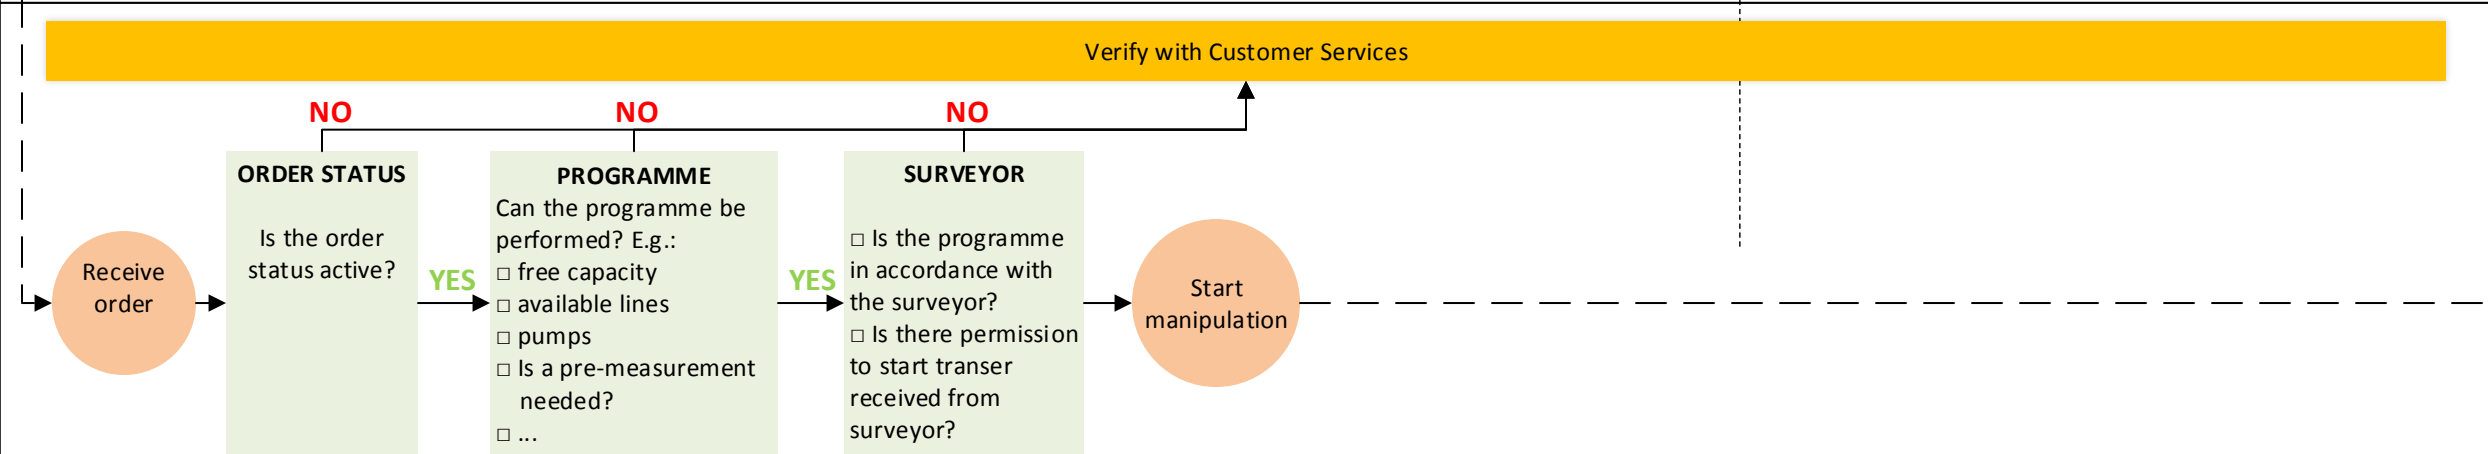 Verify with Customer Services
NO
NO
NO
Receive
order
ORDER STATUS
Is the order
status active?
YES
PROGRAMME
Can the programme be
performed? E.g.:
□ free capacity
□ available lines
□ pumps
□ Is a pre-measurement
needed?
□ ...
YES
SURVEYOR
□ Is the programme
in accordance with
the surveyor?
□ Is there permission
to start transer
received from
surveyor?
Start
manipulation